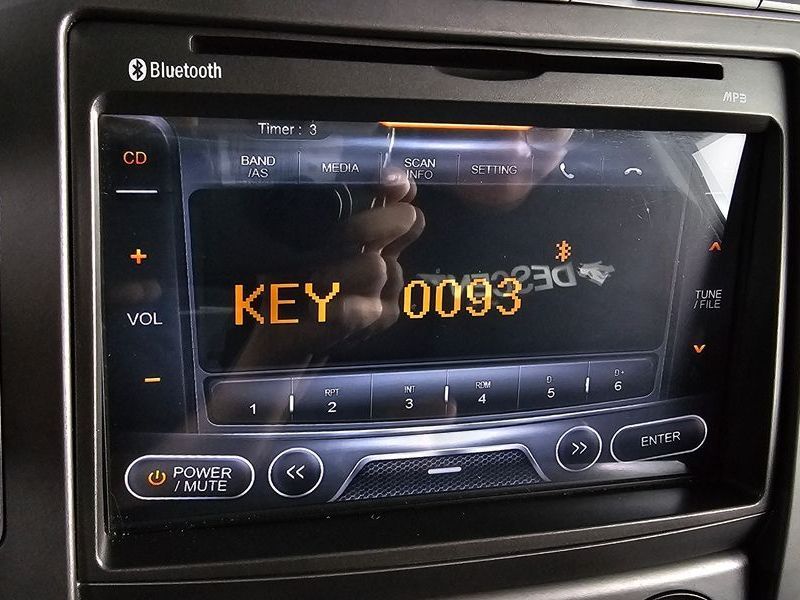 Bluetooth
MP3
Timer : 3
CD
BAND
/AS
MEDIA
SCAN
INFO
SETTING
KEY 0093
DESCENTE
VOL
TUNE
/FILE
1
RPT
2
INT
3
RDM
4
D-
5
D+
6
POWER
/ MUTE
<<
>>
ENTER